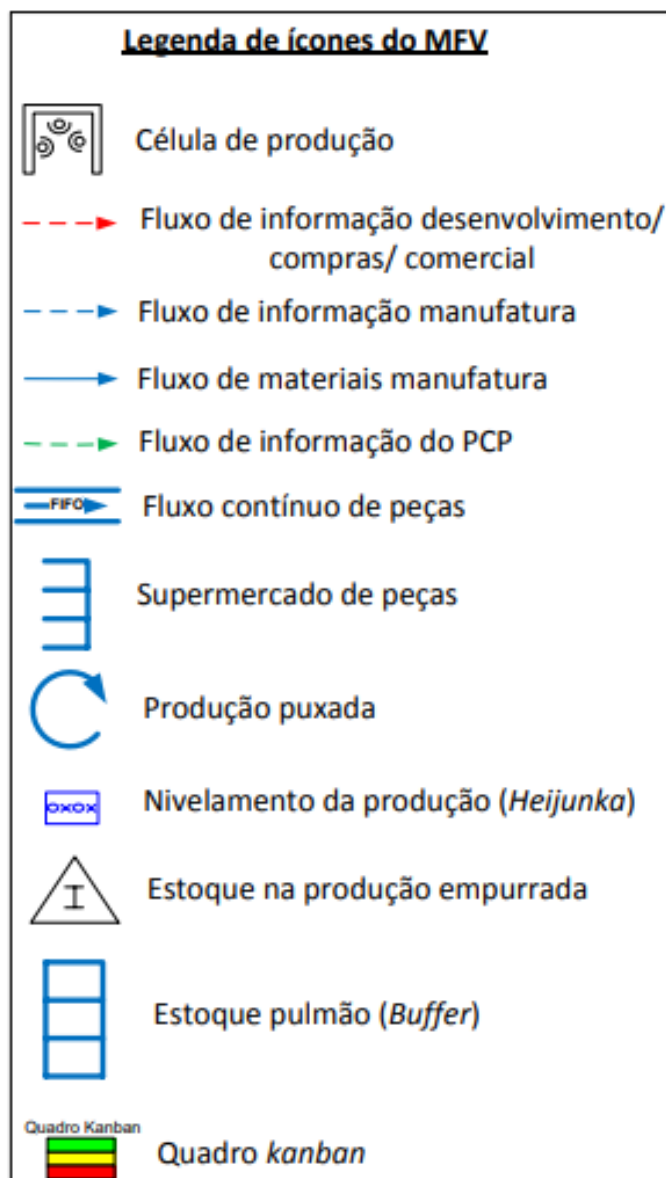 Legenda de ícones do MFV
Célula de produção
Fluxo de informação desenvolvimento/
compras/ comercial
Fluxo de informação manufatura
Fluxo de materiais manufatura
Fluxo de informação do PCP
FIFO
Fluxo contínuo de peças
Supermercado de peças
Produção puxada
OXOX
Nivelamento da produção (Heijunka)
I
Estoque na produção empurrada
Estoque pulmão (Buffer)
Quadro Kanban
Quadro kanban